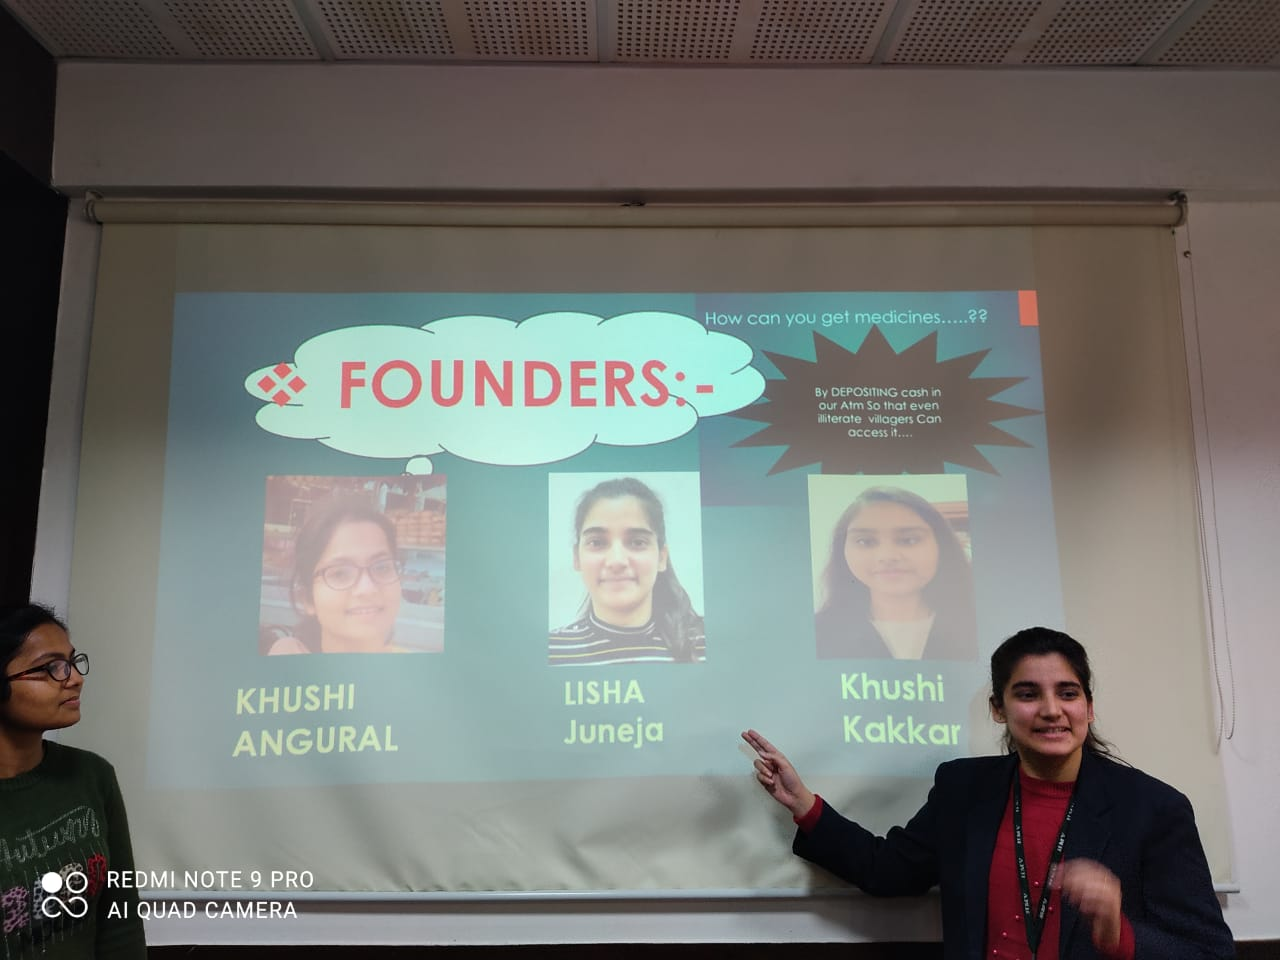 How can you get medicines.....??
❖ FOUNDERS:-
By DEPOSITING cash in
our Atm So that even
illiterate villagers Can
access it....
KHUSHI
ANGURAL
LISHA
Juneja
Khushi
Kakkar
Autumn
REDMI NOTE 9 PRO
AI QUAD CAMERA